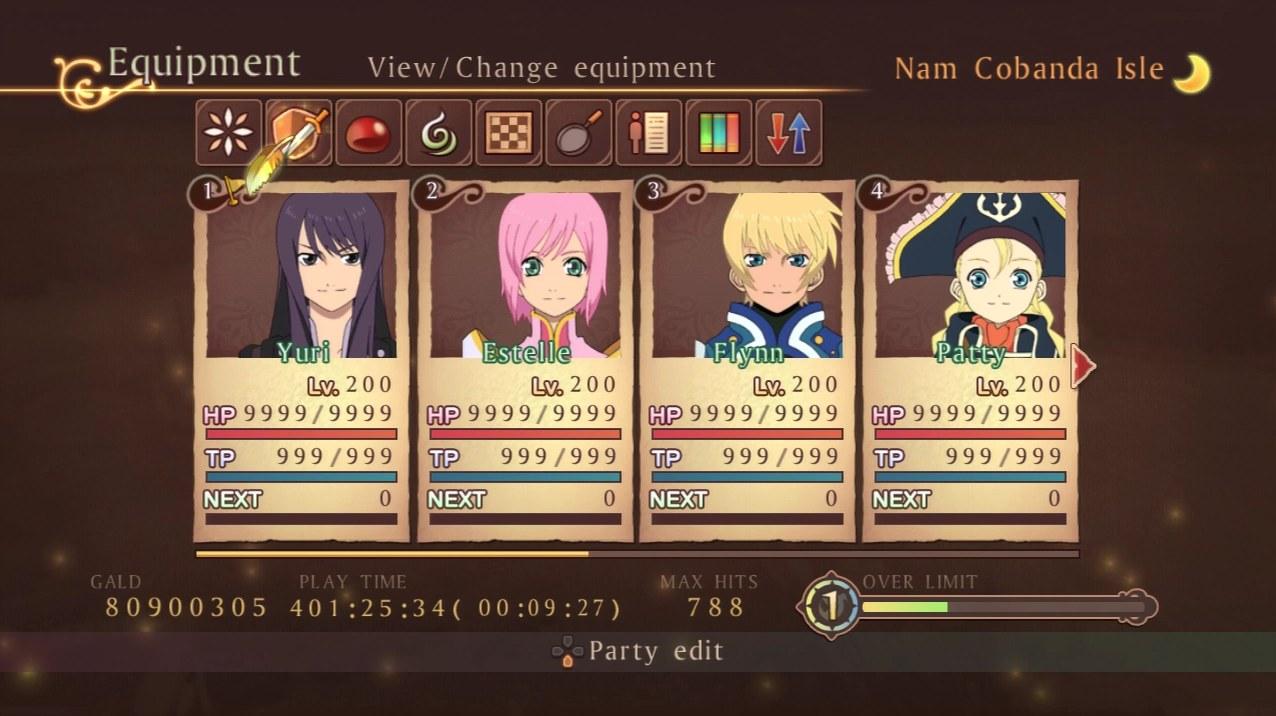 Equipment View/Change equipment Nam Cobanda Isle
1 2 3 4
Yuri Estelle Flynn Patty
Lv. 200 Lv. 200 Lv. 200 Lv. 200
HP 9999/9999 HP 9999/9999 HP 9999/9999 HP 9999/9999
TP 999/999 TP 999/999 TP 999/999 TP 999/999
NEXT 0 NEXT 0 NEXT 0 NEXT 0
GALD PLAY TIME MAX HITS OVER LIMIT
80900305 401:25:34( 00:09:27) 788 1
Party edit